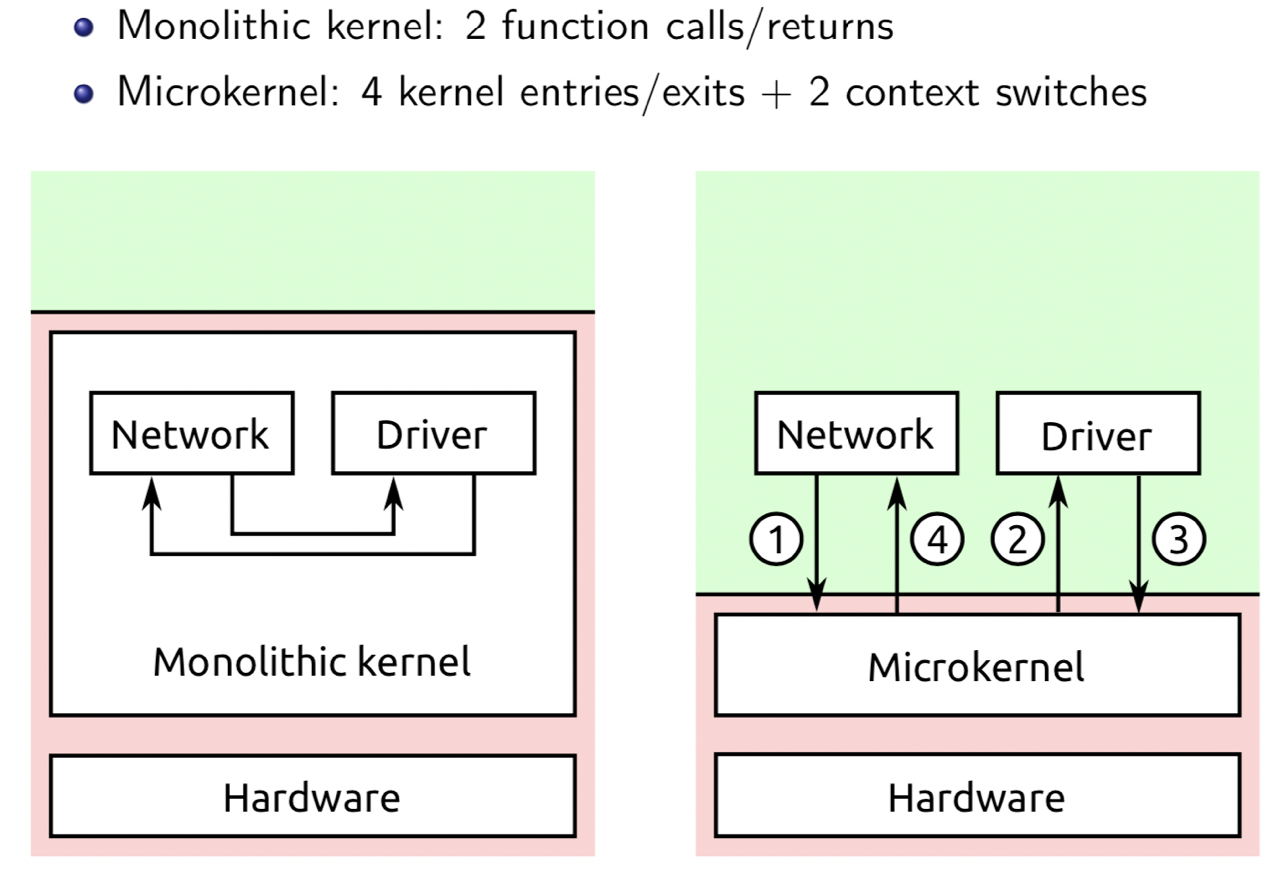 Monolithic kernel: 2 function calls/returns
Microkernel: 4 kernel entries/exits + 2 context switches
Network
Driver
Monolithic kernel
Hardware
Network
Driver
1
4
2
3
Microkernel
Hardware